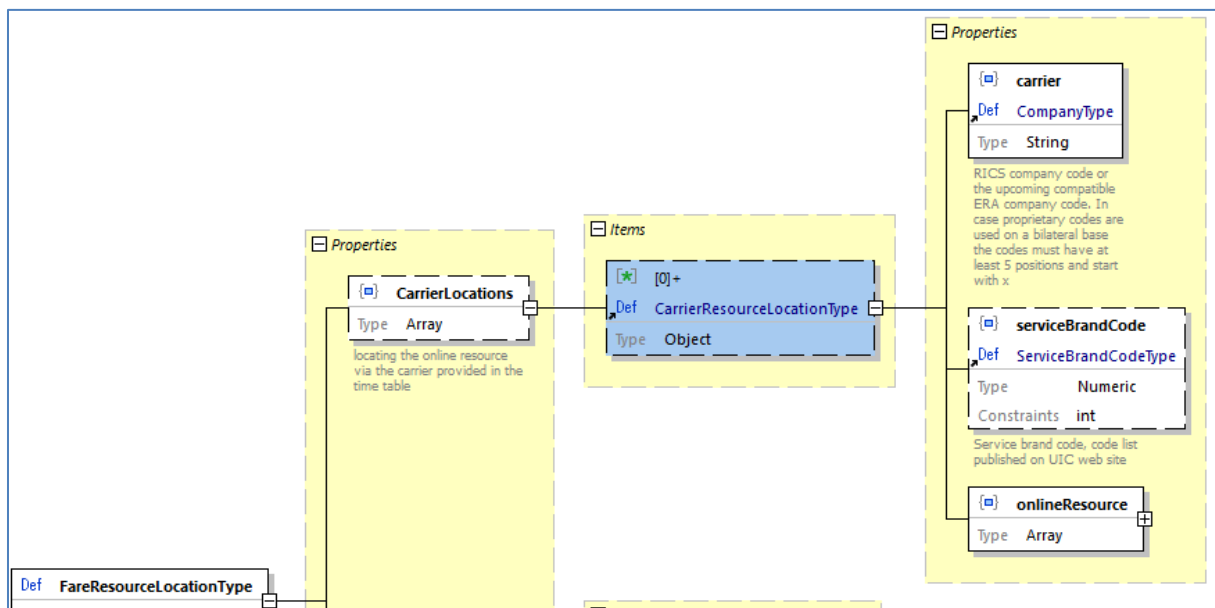 Properties
carrier
Def CompanyType
Type String
RICS company code or
the upcoming compatible
ERA company code. In
case proprietary codes are
used on a bilateral base
the codes must have at
least 5 positions and start
with x
Items
[*] [0]+
Def CarrierResourceLocationType
Type Object
Properties
CarrierLocations
Type Array
locating the online resource
via the carrier provided in the
time table
serviceBrandCode
Def ServiceBrandCodeType
Type Numeric
Constraints int
Service brand code, code list
published on UIC web site
onlineResource
Type Array
Def FareResourceLocationType